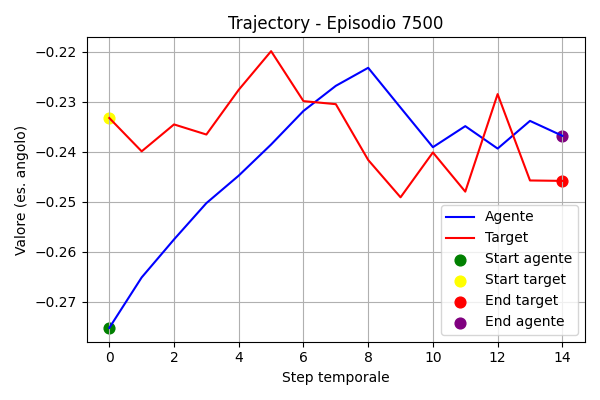 Trajectory - Episodio 7500
Valore (es. angolo)
−0.22
−0.23
−0.24
−0.25
−0.26
−0.27
0 2 4 6 8 10 12 14
Step temporale
Agente
Target
Start agente
Start target
End target
End agente